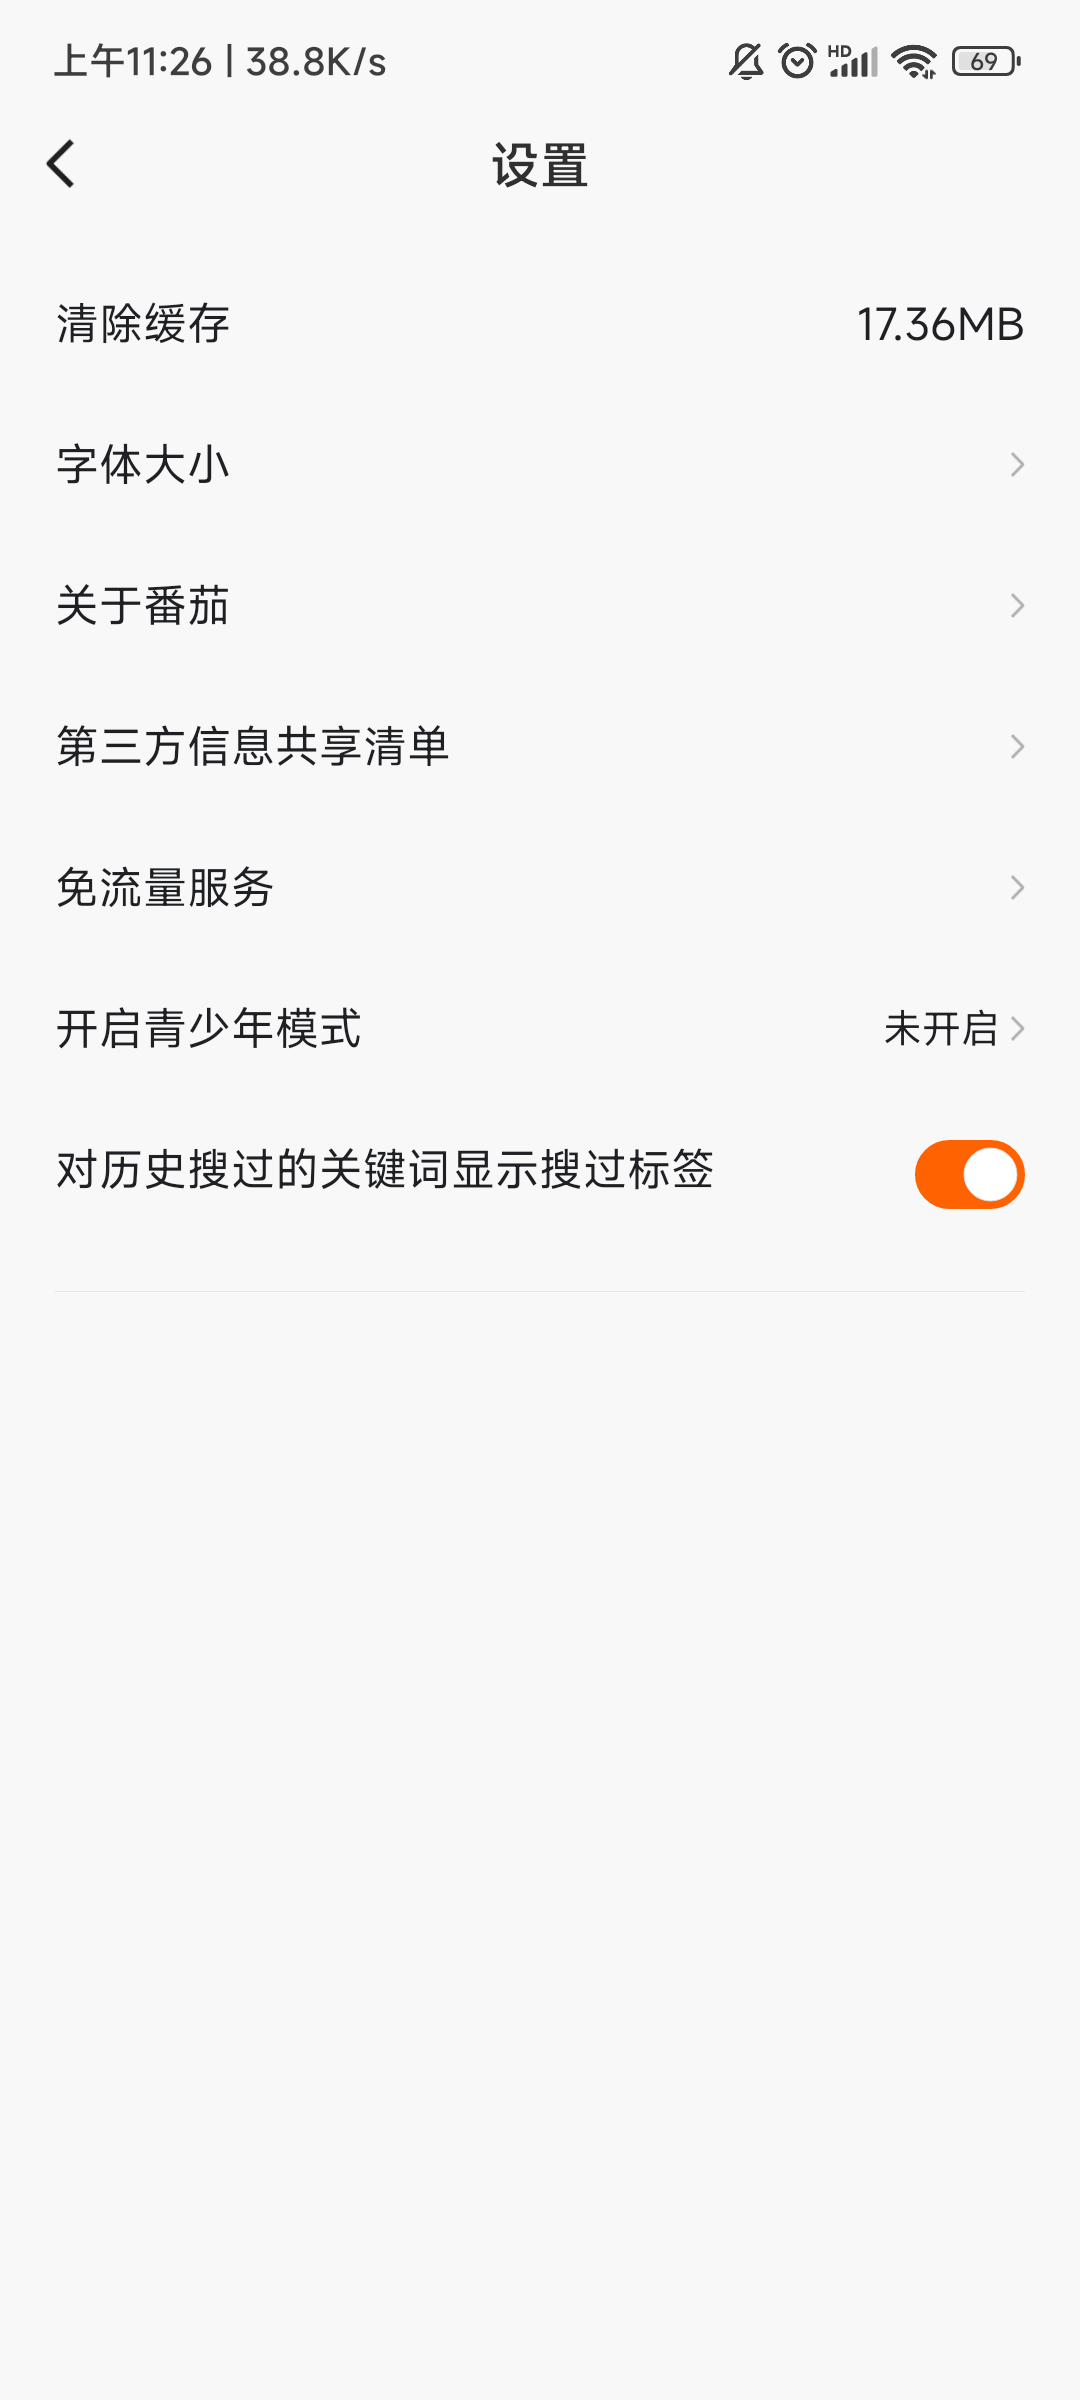 上午11:26 | 38.8K/s
HD
69
设置
清除缓存
17.36MB
字体大小
关于番茄
第三方信息共享清单
免流量服务
开启青少年模式
未开启
对历史搜过的关键词显示搜过标签